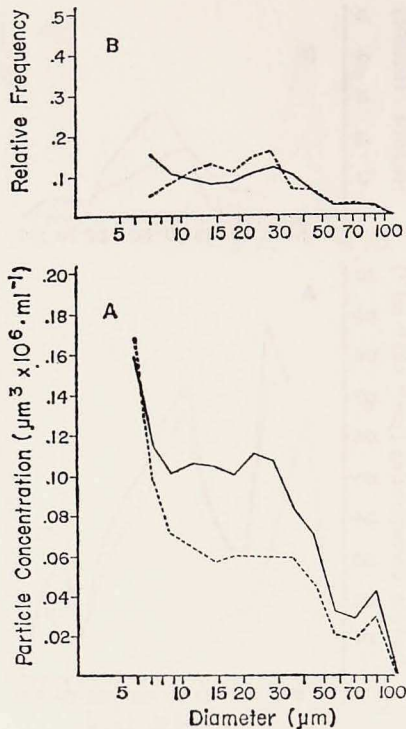 Relative Frequency
B
.5
.4
.3
.2
.1
5 10 15 20 30 50 70 100
Particle Concentration (μm³ x 10⁶ · ml⁻¹)
A
.20
.18
.16
.14
.12
.10
.08
.06
.04
.02
5 10 15 20 30 50 70 100
Diameter (μm)